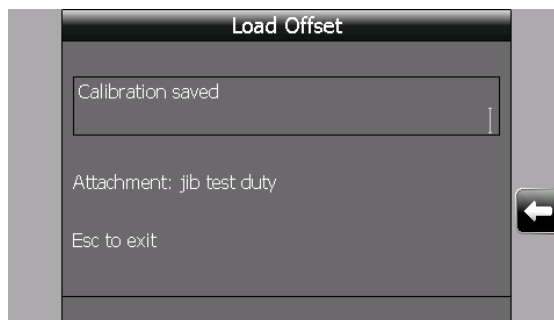 Load Offset
Calibration saved
Attachment: jib test duty
Esc to exit